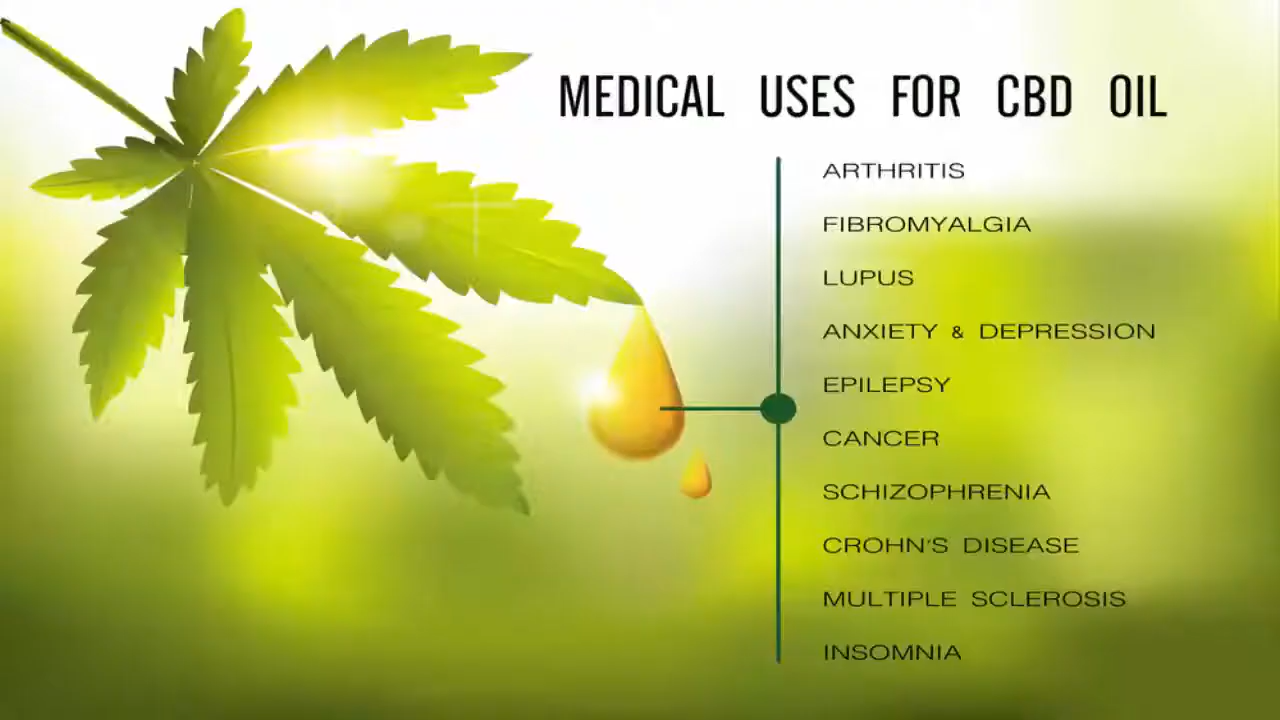 MEDICAL USES FOR CBD OIL
ARTHRITIS
FIBROMYALGIA
LUPUS
ANXIETY & DEPRESSION
EPILEPSY
CANCER
SCHIZOPHRENIA
CROHN'S DISEASE
MULTIPLE SCLEROSIS
INSOMNIA